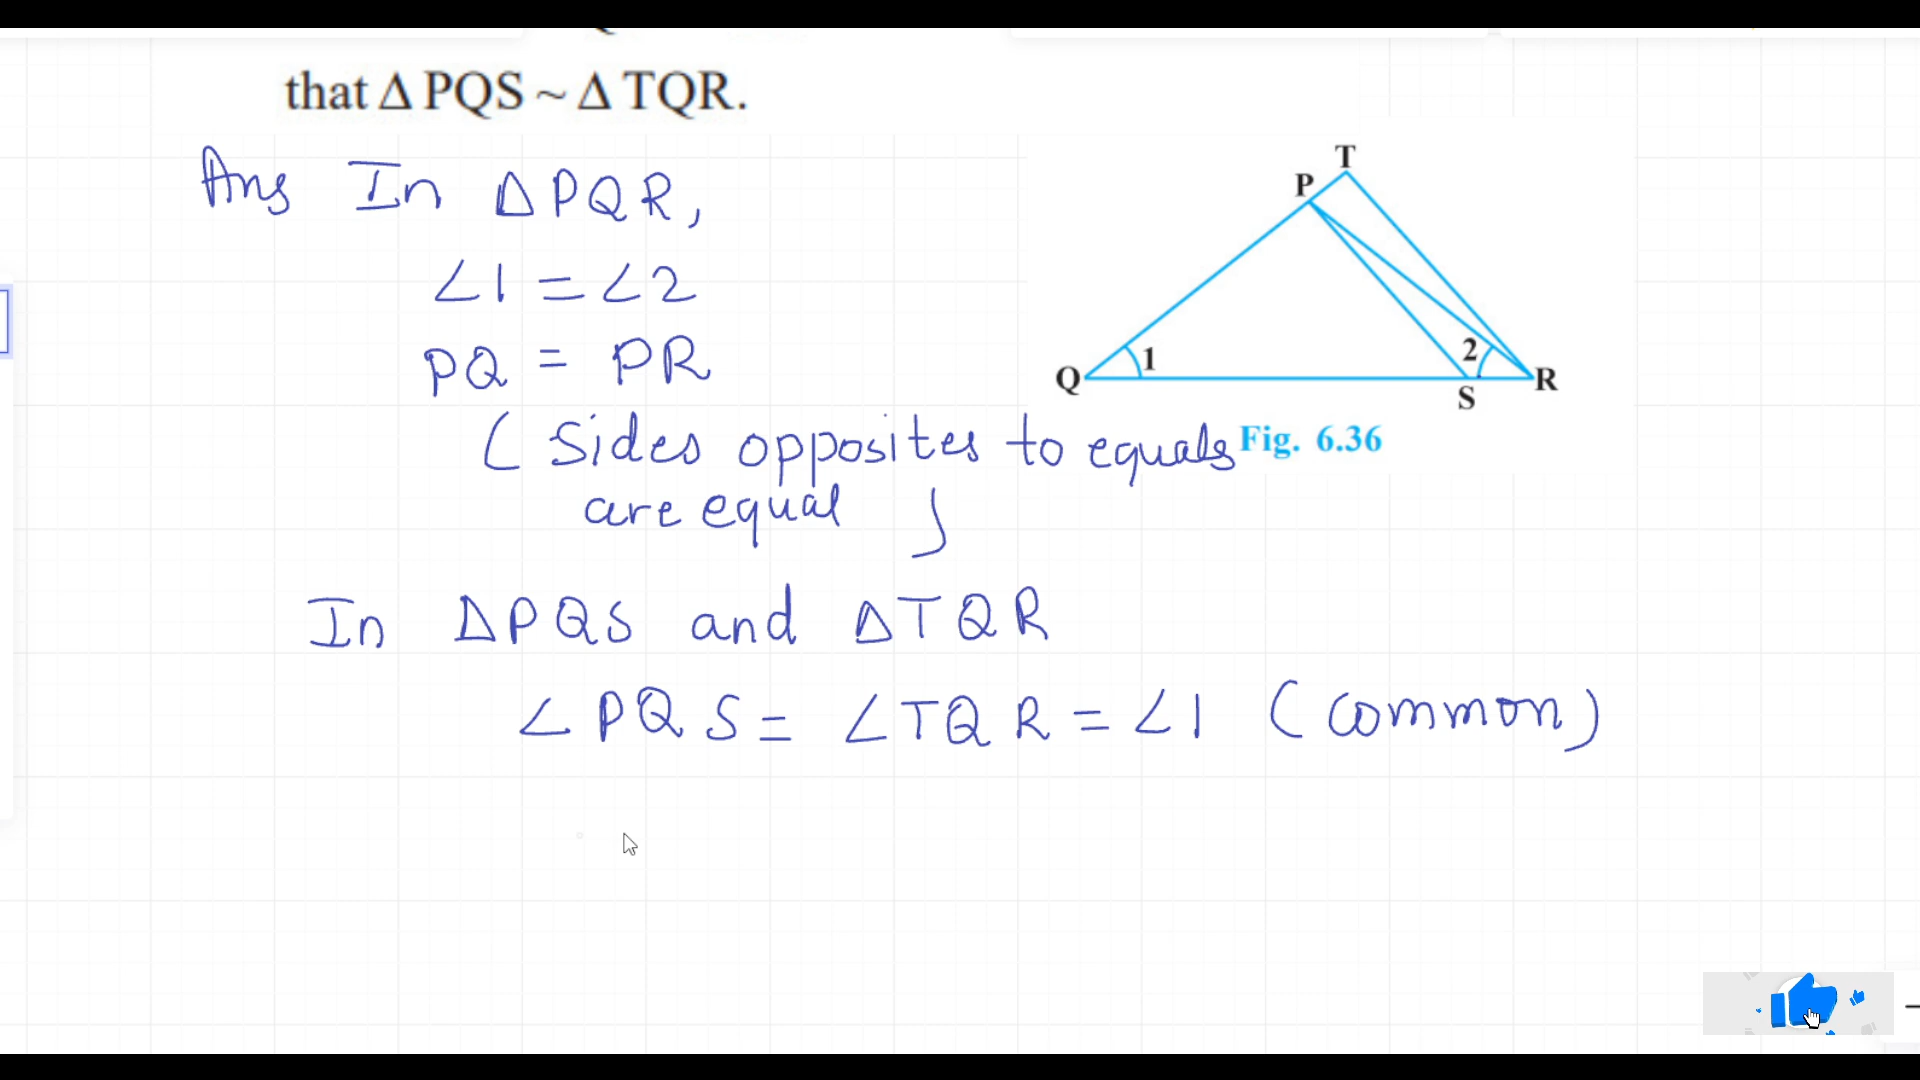 that Δ PQS ~ Δ TQR.
Ans In ΔPQR,
∠1 = ∠2
PQ = PR
( Sides opposites to equals
are equal )
In ΔPQS and ΔTQR
∠PQS = ∠TQR = ∠1 (common)
T
P
1
2
Q
R
S
Fig. 6.36